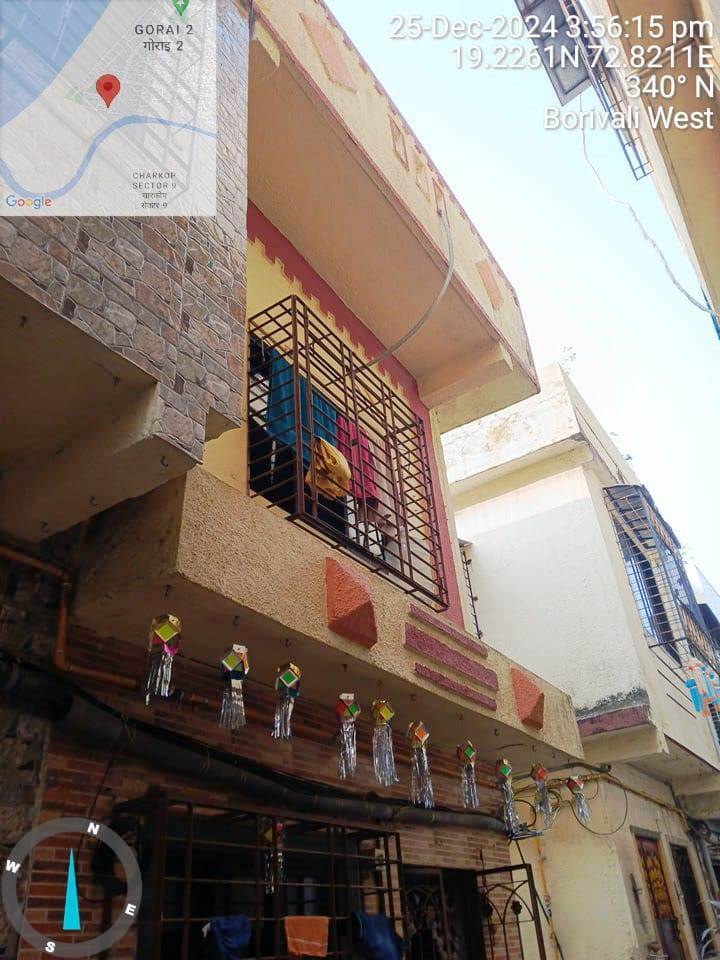 GORAI 2
गोराई 2
CHARKOP
SECTOR 9
चारकोप
सेक्टर 9
Google
25-Dec-2024 3:56:15 pm
19.2261N 72.8211E
340° N
Borivali West
N
W
E
S